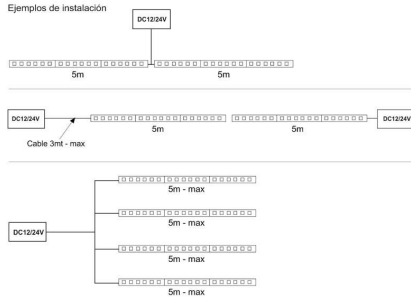 Ejemplos de instalación
DC12/24V
5m 5m
DC12/24V DC12/24V
5m 5m
Cable 3mt - max
5m - max
5m - max
DC12/24V
5m - max
5m - max